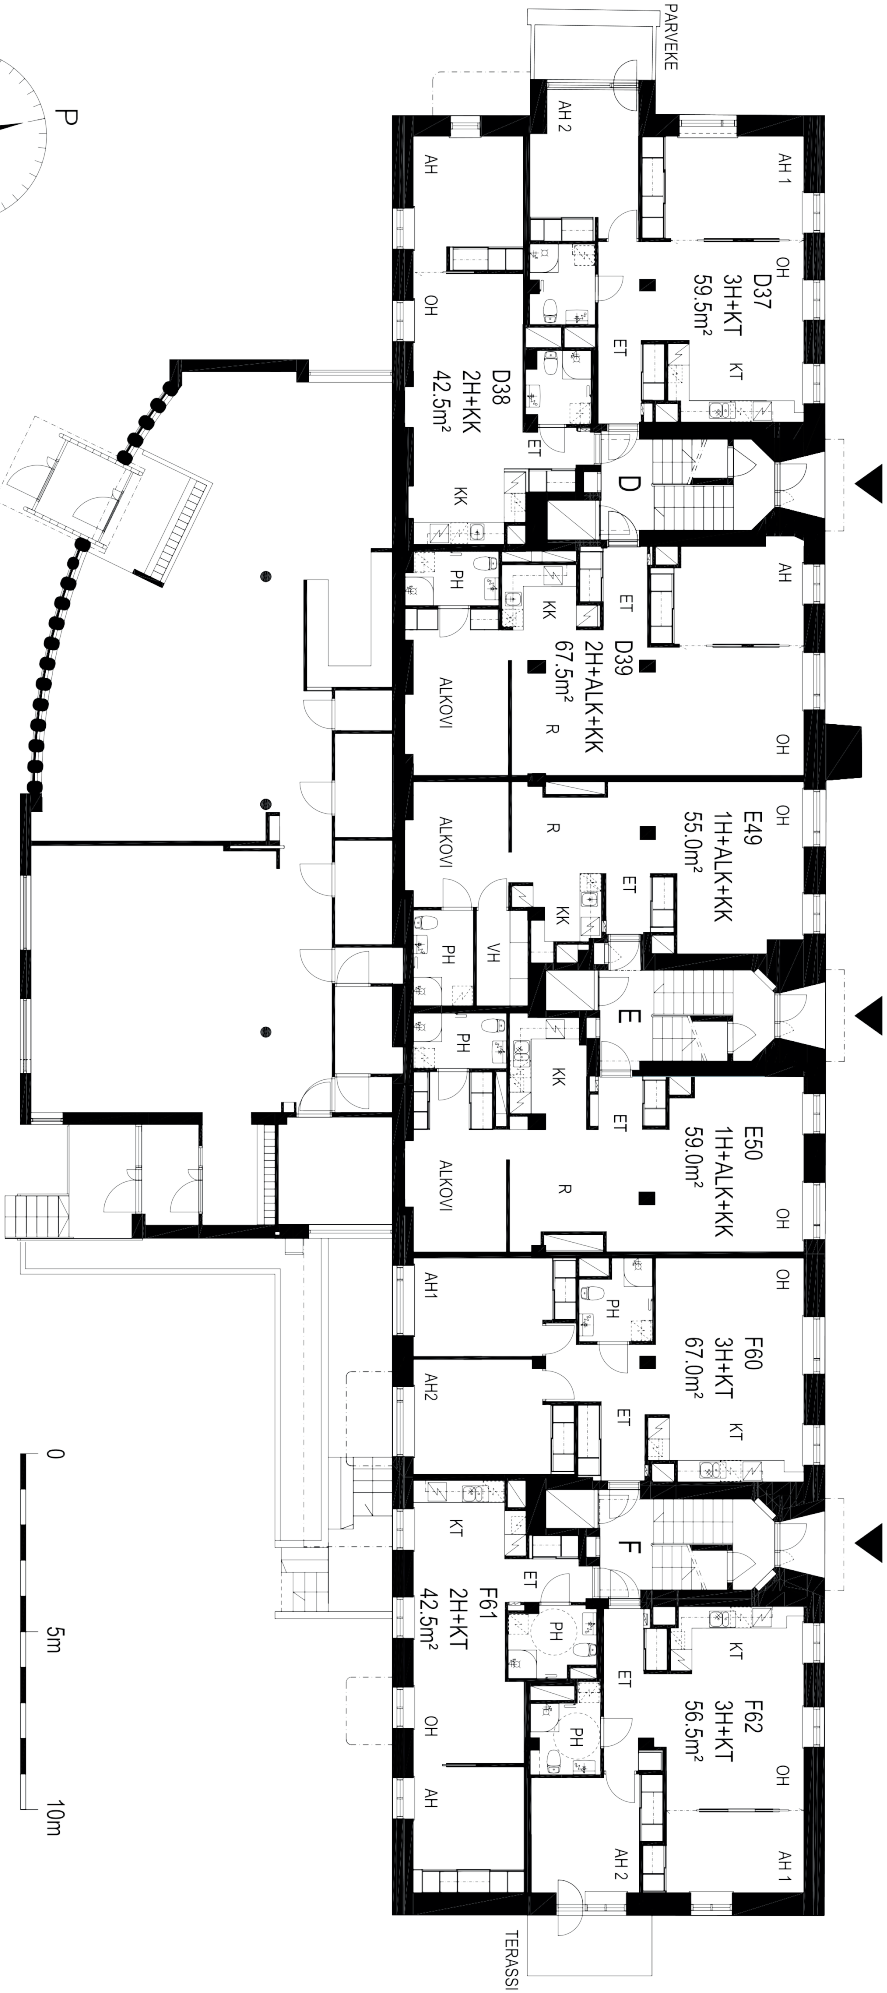 PARVEKE
P
AH
AH 2
AH 1
OH
D37
3H+KT
59.5m²
KT
ET
OH
D38
2H+KK
42.5m²
ET
KK
D
PH
KK
ET
AH
D39
2H+ALK+KK
67.5m²
ALKOVI
R
OH
ALKOVI
R
OH
E49
1H+ALK+KK
55.0m²
ET
KK
PH
VH
E
PH
KK
ET
E50
1H+ALK+KK
59.0m²
ALKOVI
R
OH
AH1
PH
OH
F60
3H+KT
67.0m²
AH2
ET
KT
F
KT
ET
F61
2H+KT
42.5m²
PH
OH
AH
PH
ET
KT
F62
3H+KT
56.5m²
OH
AH 2
AH 1
TERASSI
0
5m
10m